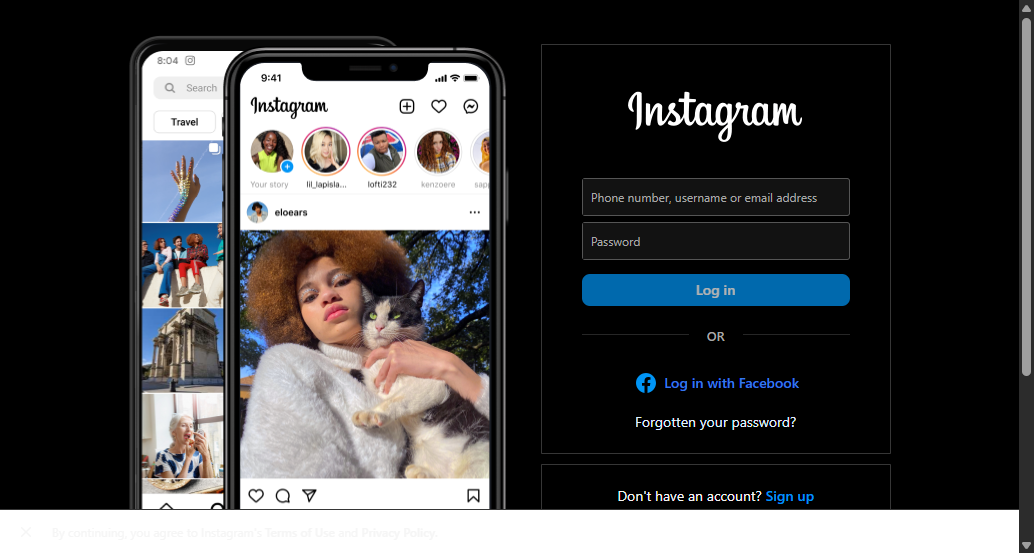 8:04
Search
Travel
9:41
Instagram
Your story
lil_lapisla...
lofti232
kenzoere
sapp
eloears
Instagram
Phone number, username or email address
Password
Log in
OR
Log in with Facebook
Forgotten your password?
Don't have an account? Sign up
By continuing, you agree to Instagram's Terms of Use and Privacy Policy.